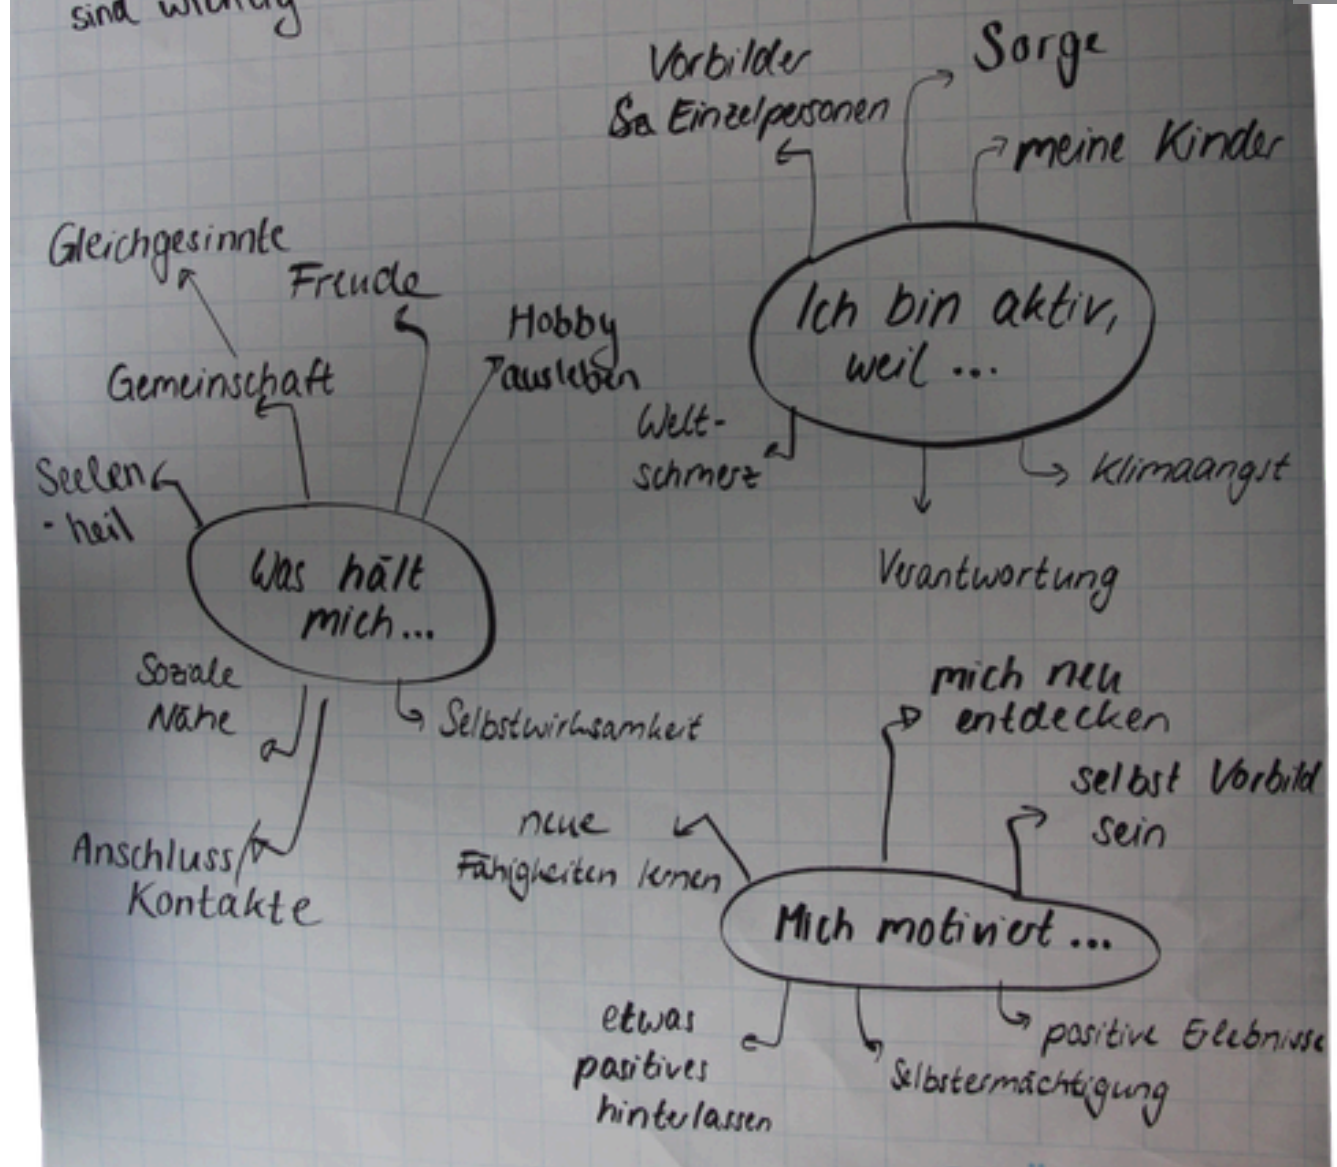 sind wichtig
Vorbilder
Einzelpersonen
Sorge
meine Kinder
Ich bin aktiv,
weil ...
Welt-
schmerz
Klimaangst
Verantwortung
Gleichgesinnte
Freude
Hobby
ausleben
Gemeinschaft
Seelen
-heil
Was hält
mich...
Soziale
Nähe
Selbstwirksamkeit
Anschluss/
Kontakte
mich neu
entdecken
selbst Vorbild
sein
neue
Fähigkeiten lernen
Mich motiviert ...
etwas
positives
hinterlassen
Selbstermächtigung
positive Erlebnisse